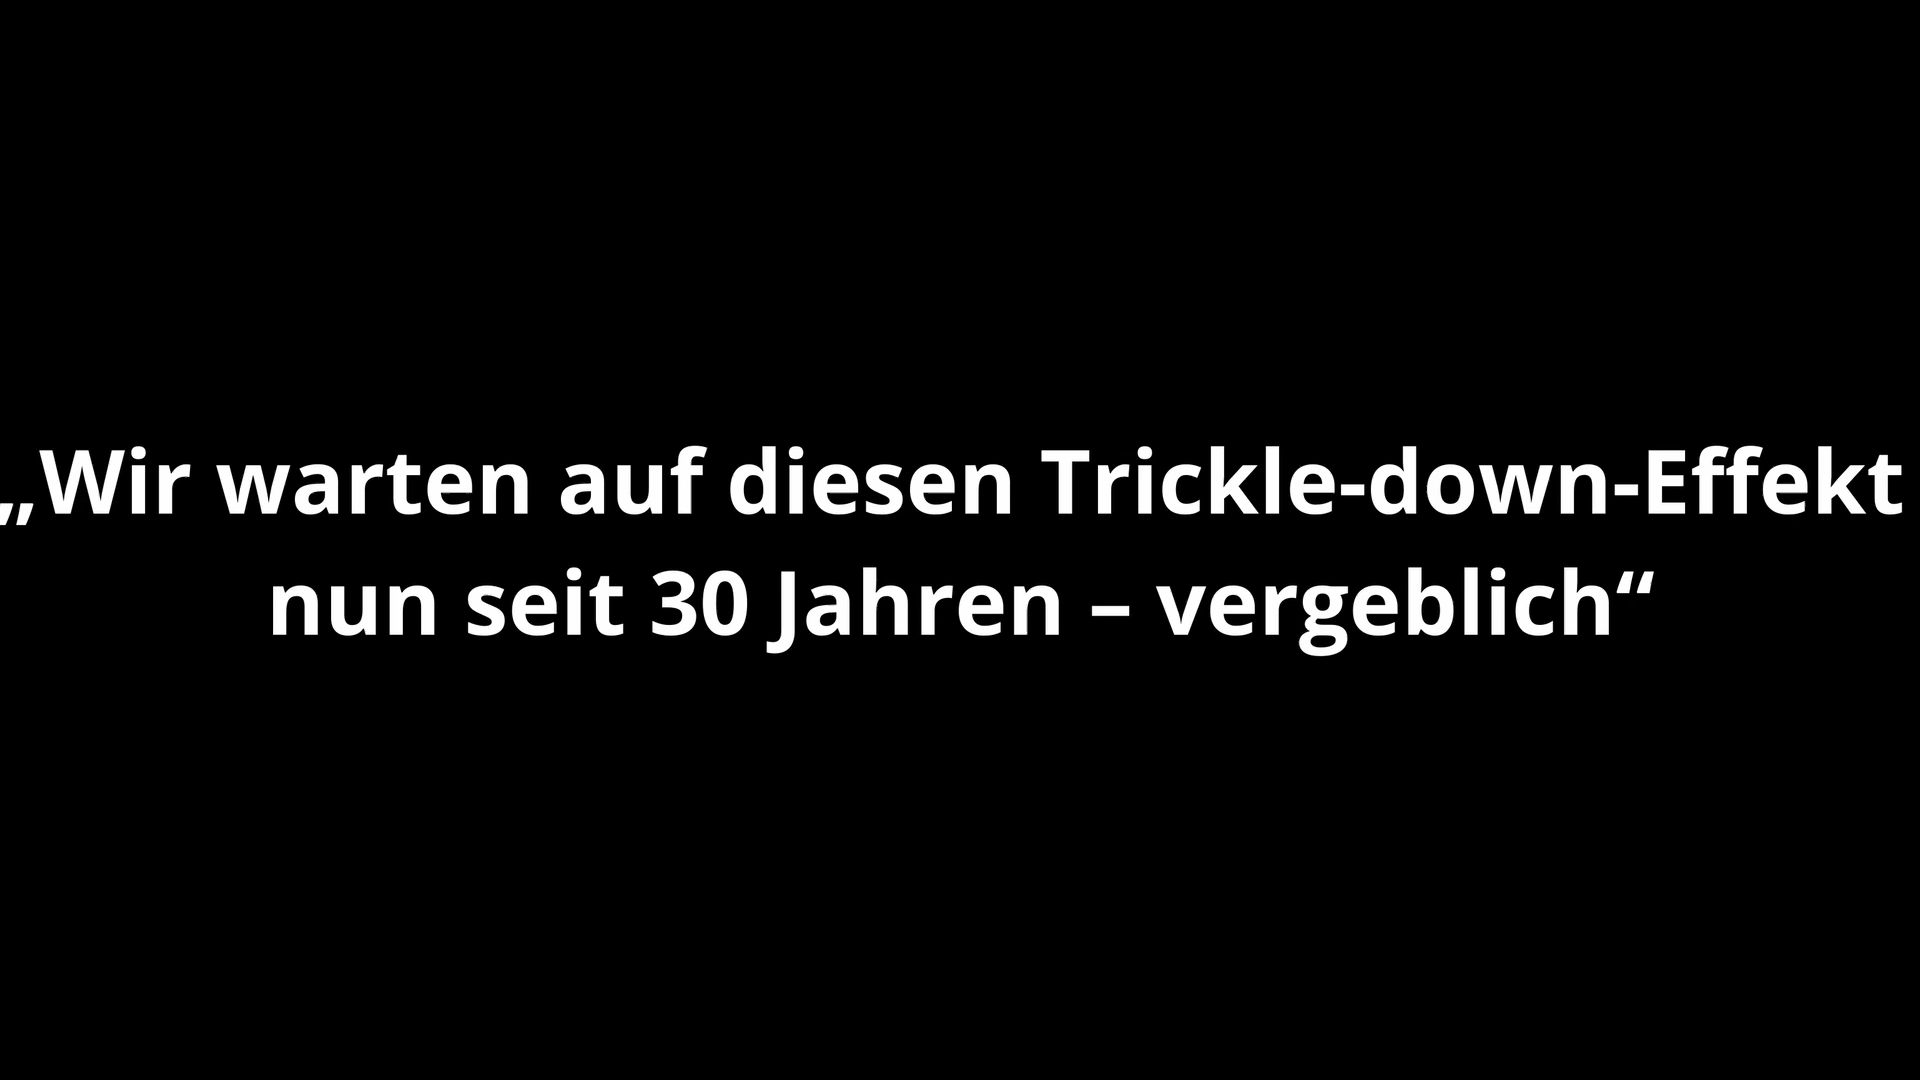 „Wir warten auf diesen Trickle-down-Effekt
nun seit 30 Jahren – vergeblich“